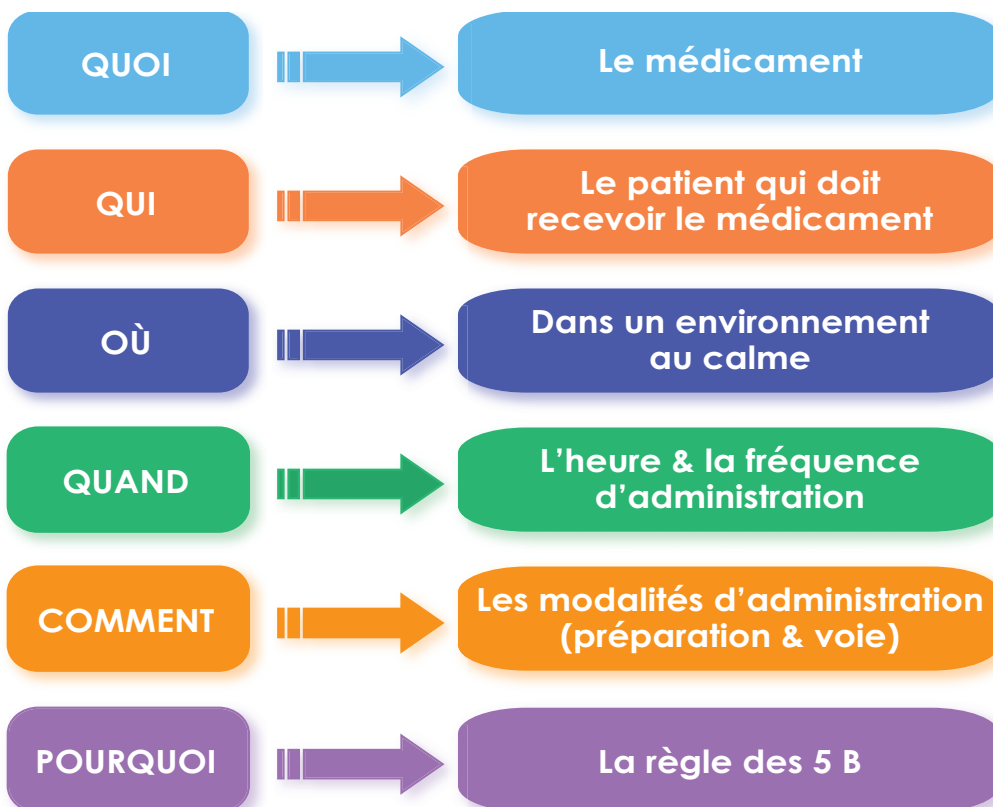 QUOI
Le médicament
QUI
Le patient qui doit
recevoir le médicament
OÙ
Dans un environnement
au calme
QUAND
L’heure & la fréquence
d’administration
COMMENT
Les modalités d’administration
(préparation & voie)
POURQUOI
La règle des 5 B